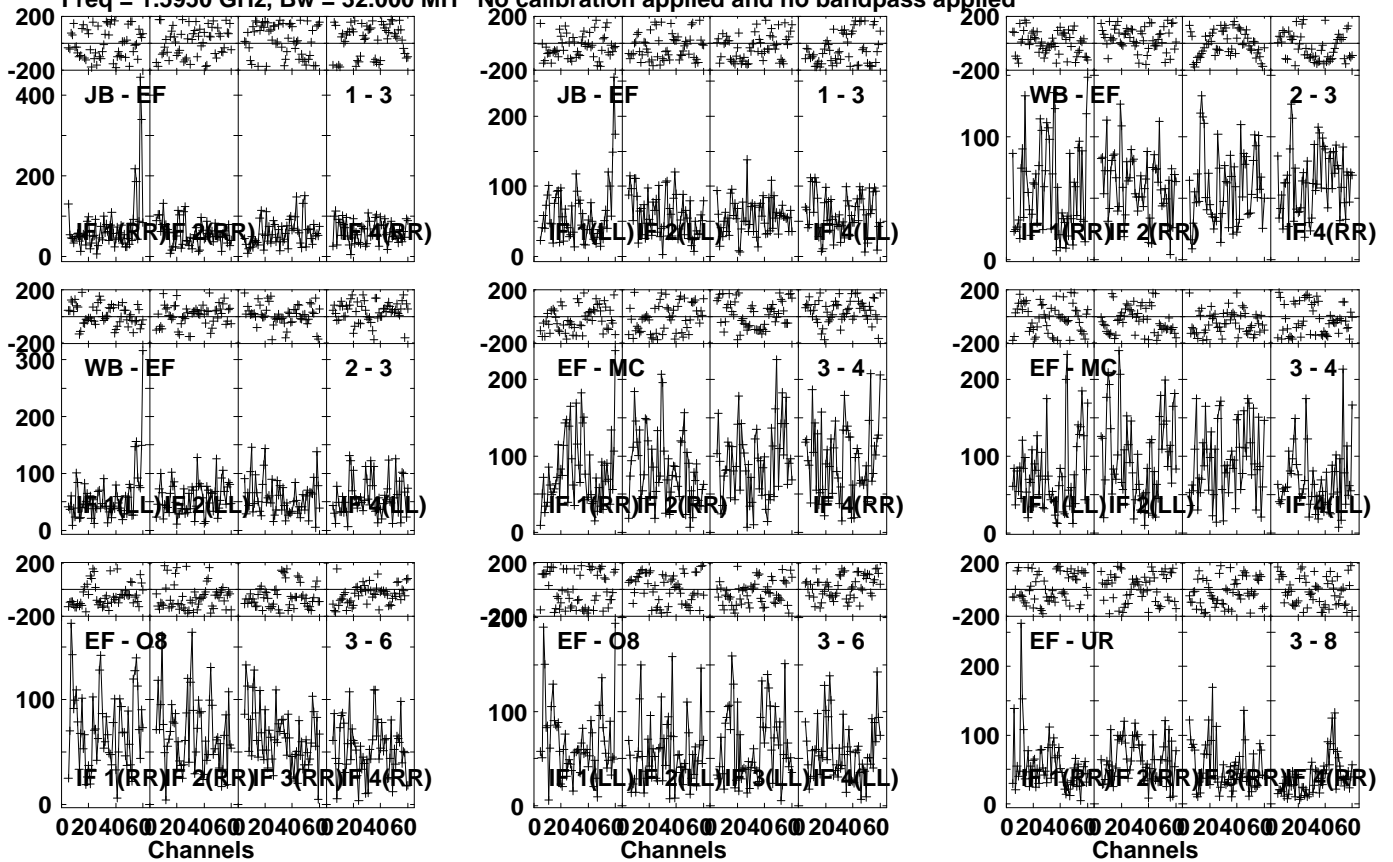 Freq = 1.5950 GHz, Bw = 32.000 MH No calibration applied and no bandpass applied
200
-200
400
200
0
JB - EF 1 - 3
IF 1(RR) IF 2(RR) IF 4(RR)
200
-200
200
100
0
JB - EF 1 - 3
IF 1(LL) IF 2(LL) IF 4(LL)
200
-200
100
0
WB - EF 2 - 3
IF 1(RR) IF 2(RR) IF 4(RR)
200
-200
300
200
100
0
WB - EF 2 - 3
IF 1(LL) IF 2(LL) IF 4(LL)
200
-200
200
100
0
EF - MC 3 - 4
IF 1(RR) IF 2(RR) IF 4(RR)
200
-200
200
100
0
EF - MC 3 - 4
IF 1(LL) IF 2(LL) IF 4(LL)
200
-200
100
0
EF - O8 3 - 6
IF 1(RR) IF 2(RR) IF 3(RR) IF 4(RR)
0 20 40 60 0 20 40 60 0 20 40 60 0 20 40 60
Channels
200
-200
200
100
0
EF - O8 3 - 6
IF 1(LL) IF 2(LL) IF 3(LL) IF 4(LL)
0 20 40 60 0 20 40 60 0 20 40 60 0 20 40 60
Channels
200
-200
200
100
0
EF - UR 3 - 8
IF 1(RR) IF 2(RR) IF 3(RR) IF 4(RR)
0 20 40 60 0 20 40 60 0 20 40 60 0 20 40 60
Channels